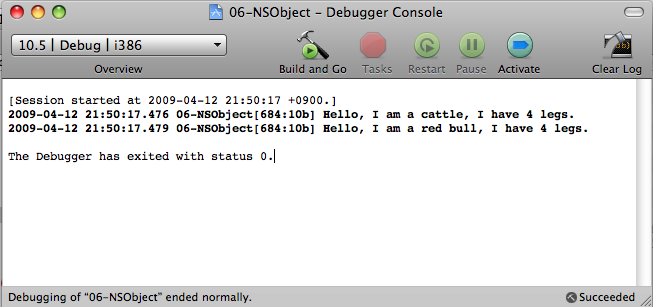 06-NSObject – Debugger Console
10.5 | Debug | i386
Overview
Build and Go
Tasks
Restart
Pause
Activate
Clear Log
[Session started at 2009-04-12 21:50:17 +0900.]
2009-04-12 21:50:17.476 06-NSObject[684:10b] Hello, I am a cattle, I have 4 legs.
2009-04-12 21:50:17.479 06-NSObject[684:10b] Hello, I am a red bull, I have 4 legs.
The Debugger has exited with status 0.
Debugging of “06-NSObject” ended normally.
Succeeded